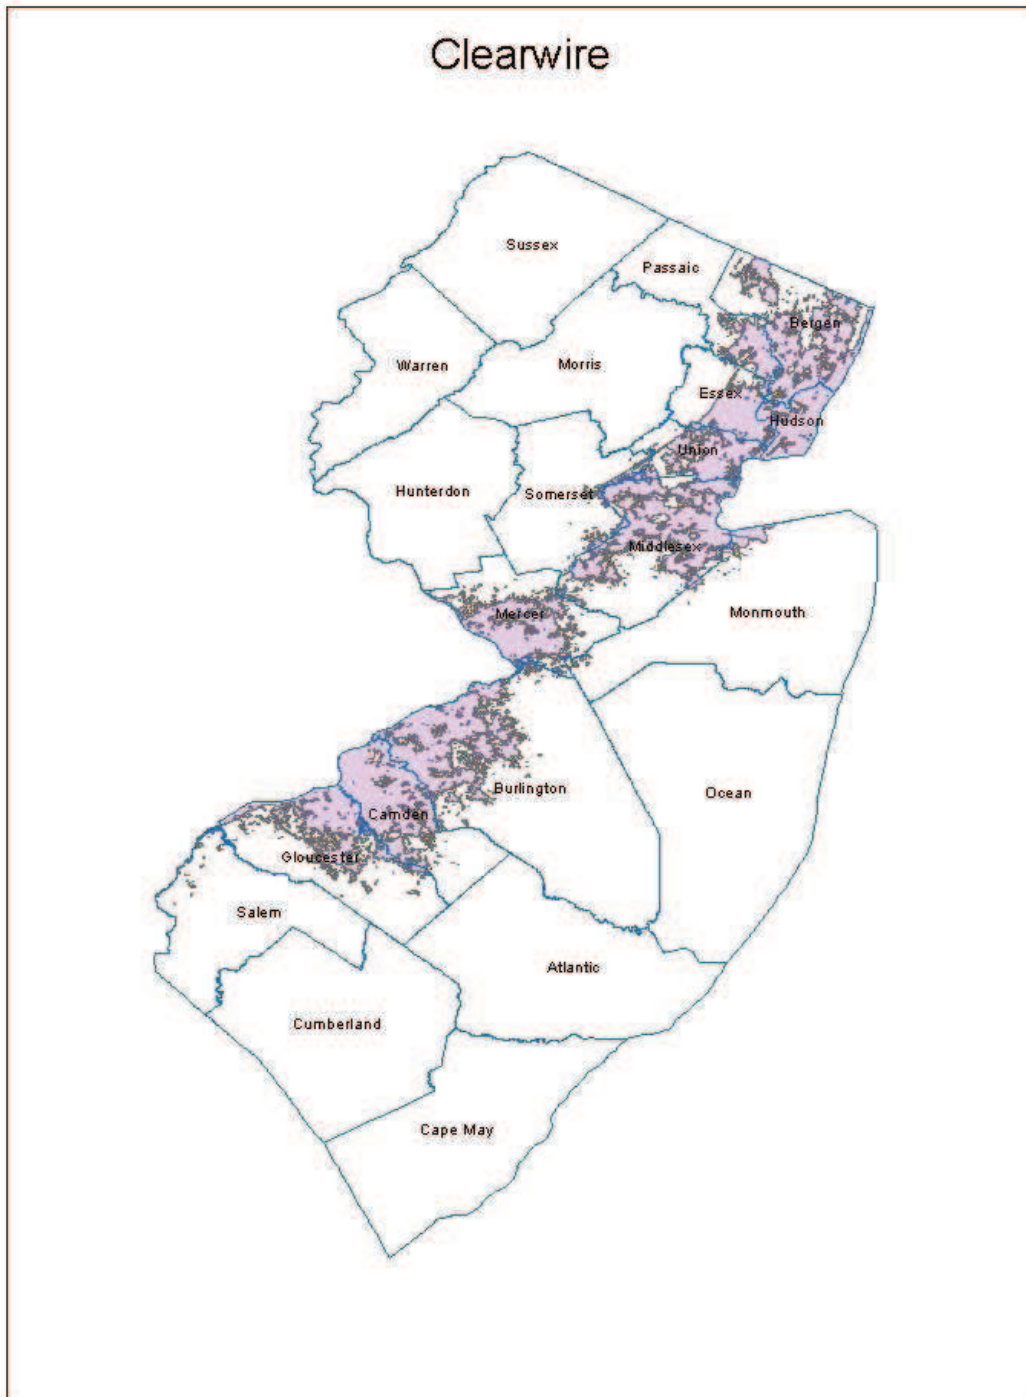 Clearwire
Sussex
Passaic
Bergen
Warren
Morris
Essex
Hudson
Union
Hunterdon
Somerset
Middlesex
Mercer
Monmouth
Burlington
Ocean
Camden
Gloucester
Salem
Atlantic
Cumberland
Cape May